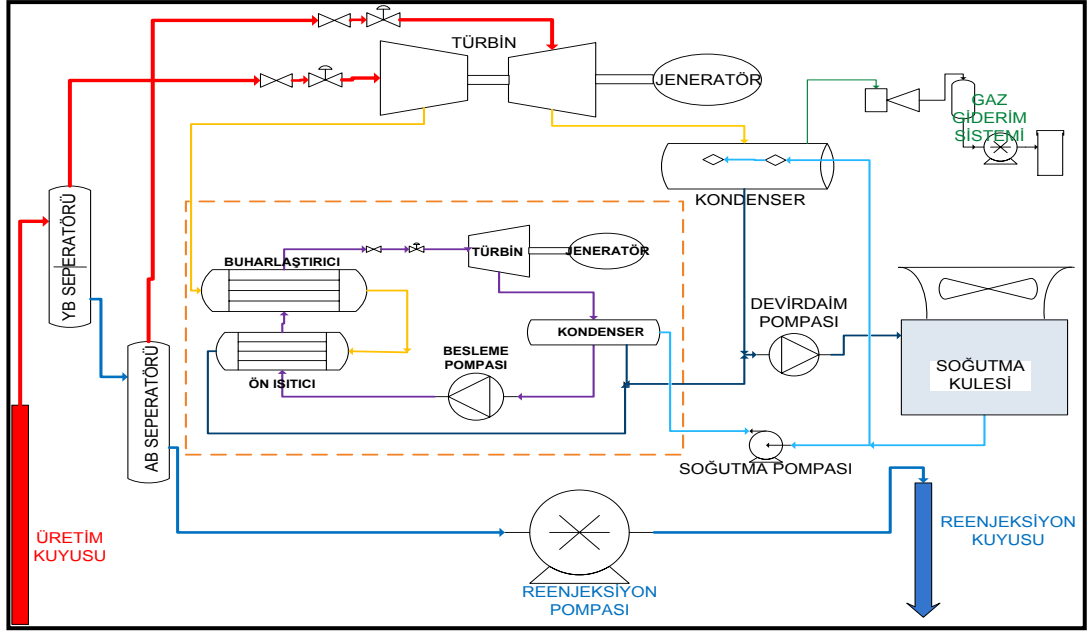 TÜRBİN
JENERATÖR
GAZ
GİDERİM
SİSTEMİ
KONDENSER
YB SEPERATÖRÜ
BUHARLAŞTIRICI
TÜRBİN
JENERATÖR
KONDENSER
DEVİRDAİM
POMPASI
ÖN ISITICI
BESLEME
POMPASI
SOĞUTMA
KULESİ
AB SEPERATÖRÜ
SOĞUTMA POMPASI
ÜRETİM
KUYUSU
REENJEKSİYON
POMPASI
REENJEKSİYON
KUYUSU